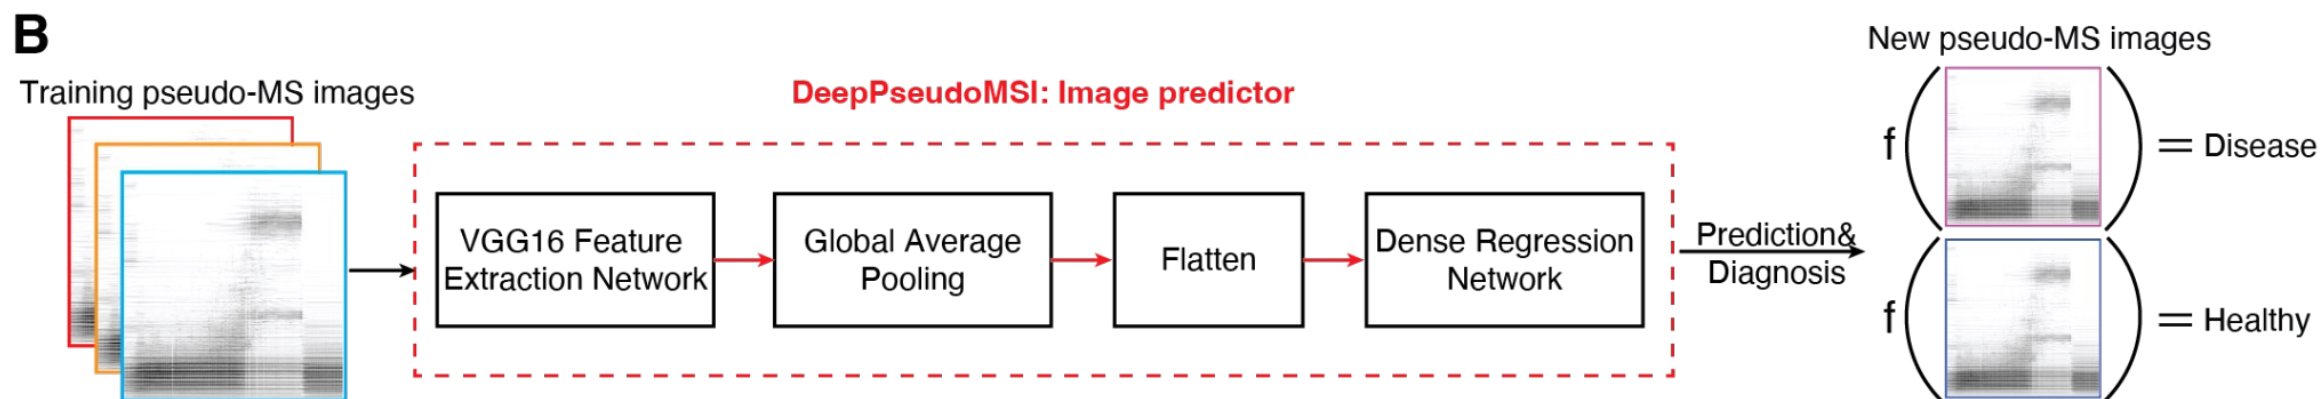 B
Training pseudo-MS images
DeepPseudoMSI: Image predictor
VGG16 Feature
Extraction Network
Global Average
Pooling
Flatten
Dense Regression
Network
Prediction&
Diagnosis
New pseudo-MS images
f ( ) = Disease
f ( ) = Healthy